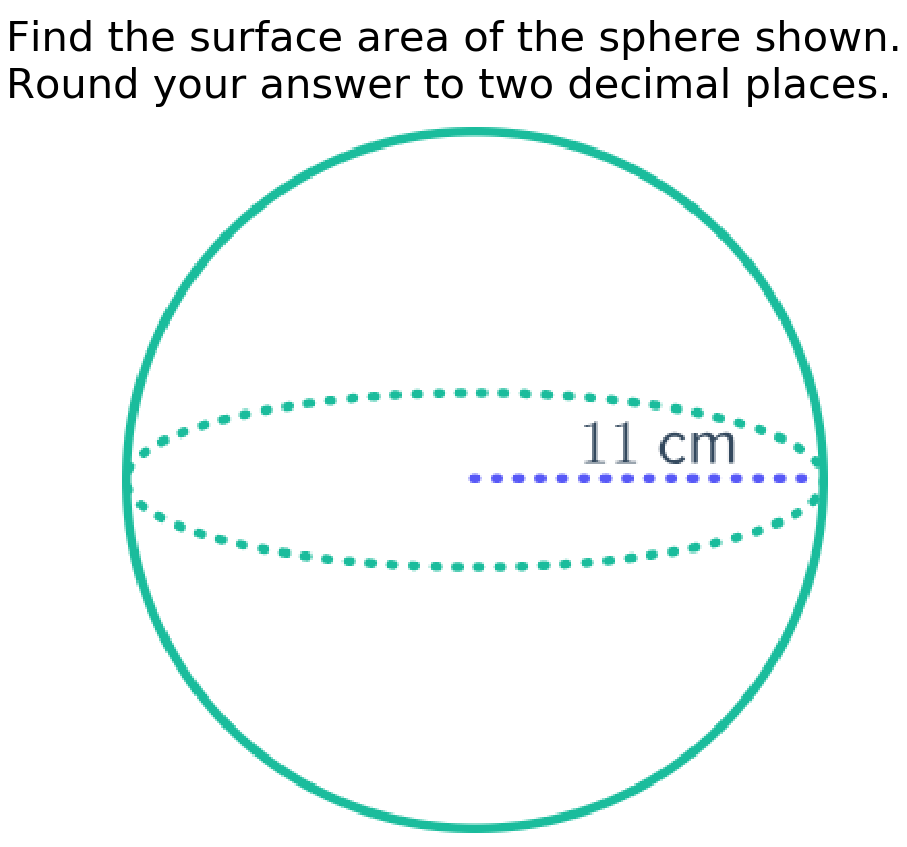 Find the surface area of the sphere shown.
Round your answer to two decimal places.
11 cm